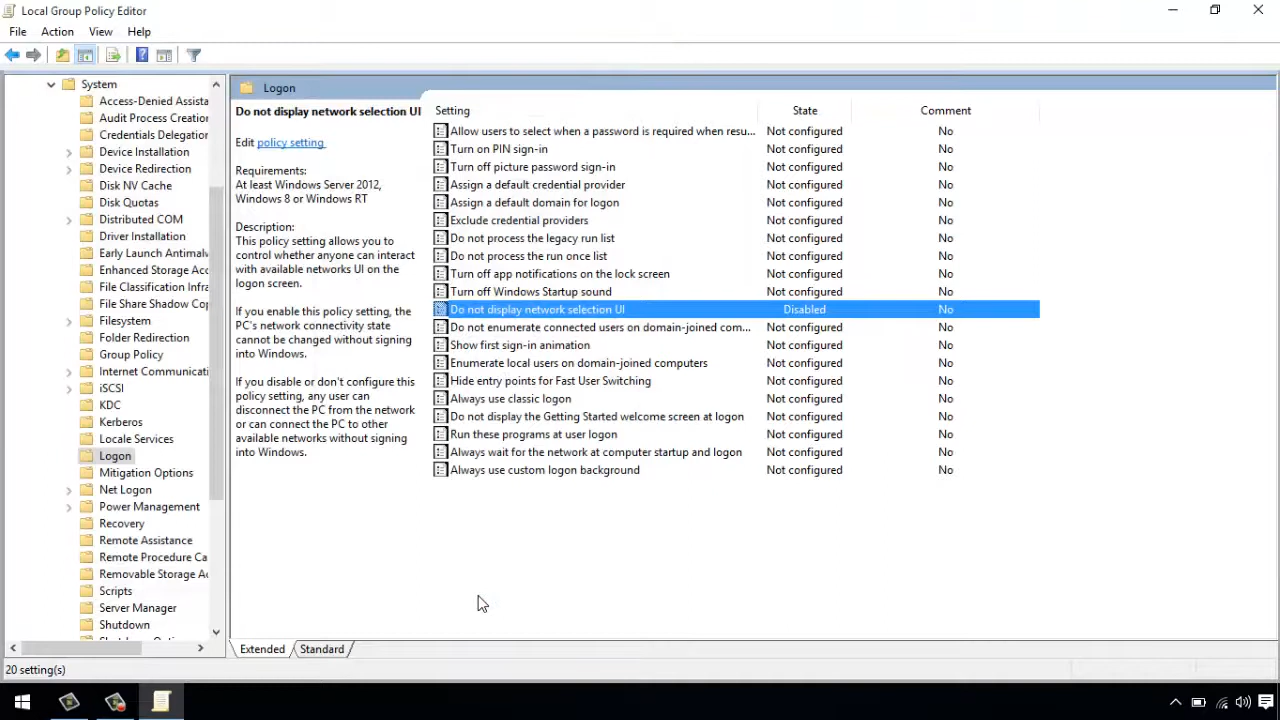 Local Group Policy Editor
File Action View Help
System
Access-Denied Assista
Audit Process Creation
Credentials Delegation
Device Installation
Device Redirection
Disk NV Cache
Disk Quotas
Distributed COM
Driver Installation
Early Launch Antimalw
Enhanced Storage Acc
File Classification Infra
File Share Shadow Cop
Filesystem
Folder Redirection
Group Policy
Internet Communicati
iSCSI
KDC
Kerberos
Locale Services
Logon
Mitigation Options
Net Logon
Power Management
Recovery
Remote Assistance
Remote Procedure Ca
Removable Storage Ac
Scripts
Server Manager
Shutdown
Logon
Do not display network selection UI
Edit policy setting
Requirements:
At least Windows Server 2012,
Windows 8 or Windows RT
Description:
This policy setting allows you to
control whether anyone can interact
with available networks UI on the
logon screen.
If you enable this policy setting, the
PC's network connectivity state
cannot be changed without signing
into Windows.
If you disable or don't configure this
policy setting, any user can
disconnect the PC from the network
or can connect the PC to other
available networks without signing
into Windows.
Setting State Comment
Allow users to select when a password is required when resu... Not configured No
Turn on PIN sign-in Not configured No
Turn off picture password sign-in Not configured No
Assign a default credential provider Not configured No
Assign a default domain for logon Not configured No
Exclude credential providers Not configured No
Do not process the legacy run list Not configured No
Do not process the run once list Not configured No
Turn off app notifications on the lock screen Not configured No
Turn off Windows Startup sound Not configured No
Do not display network selection UI Disabled No
Do not enumerate connected users on domain-joined com... Not configured No
Show first sign-in animation Not configured No
Enumerate local users on domain-joined computers Not configured No
Hide entry points for Fast User Switching Not configured No
Always use classic logon Not configured No
Do not display the Getting Started welcome screen at logon Not configured No
Run these programs at user logon Not configured No
Always wait for the network at computer startup and logon Not configured No
Always use custom logon background Not configured No
Extended Standard
20 setting(s)